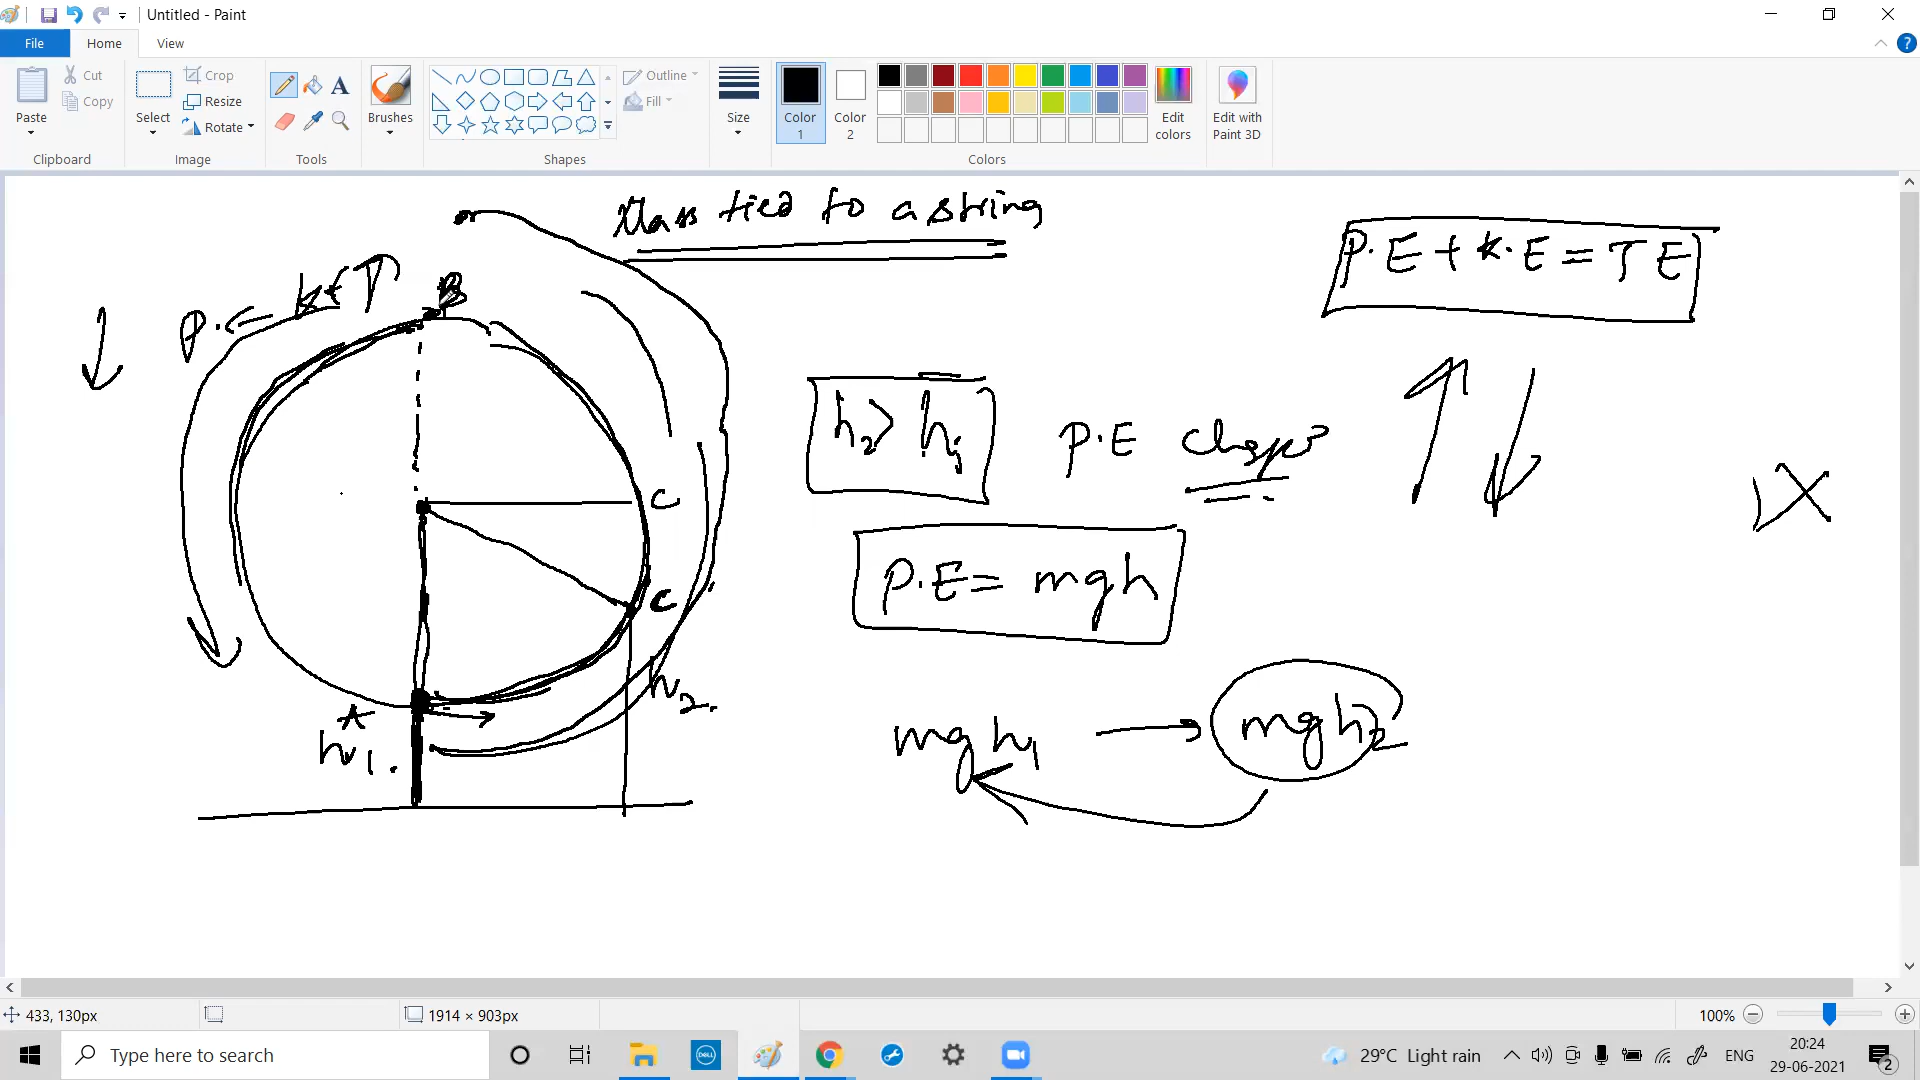 Untitled - Paint
File
Home
View
Cut
Copy
Paste
Clipboard
Crop
Resize
Rotate
Select
Image
Tools
Brushes
Shapes
Outline
Fill
Size
Color 1
Color 2
Colors
Edit colors
Edit with Paint 3D
Mass tied to a string
P.E + K.E = TE
B
h2 > h1
P.E
C
P.E = mgh
C
h2.
A
h1.
mgh1
mgh2
433, 130px
1914 × 903px
100%
Type here to search
DELL
29°C Light rain
ENG
20:24
29-06-2021
2